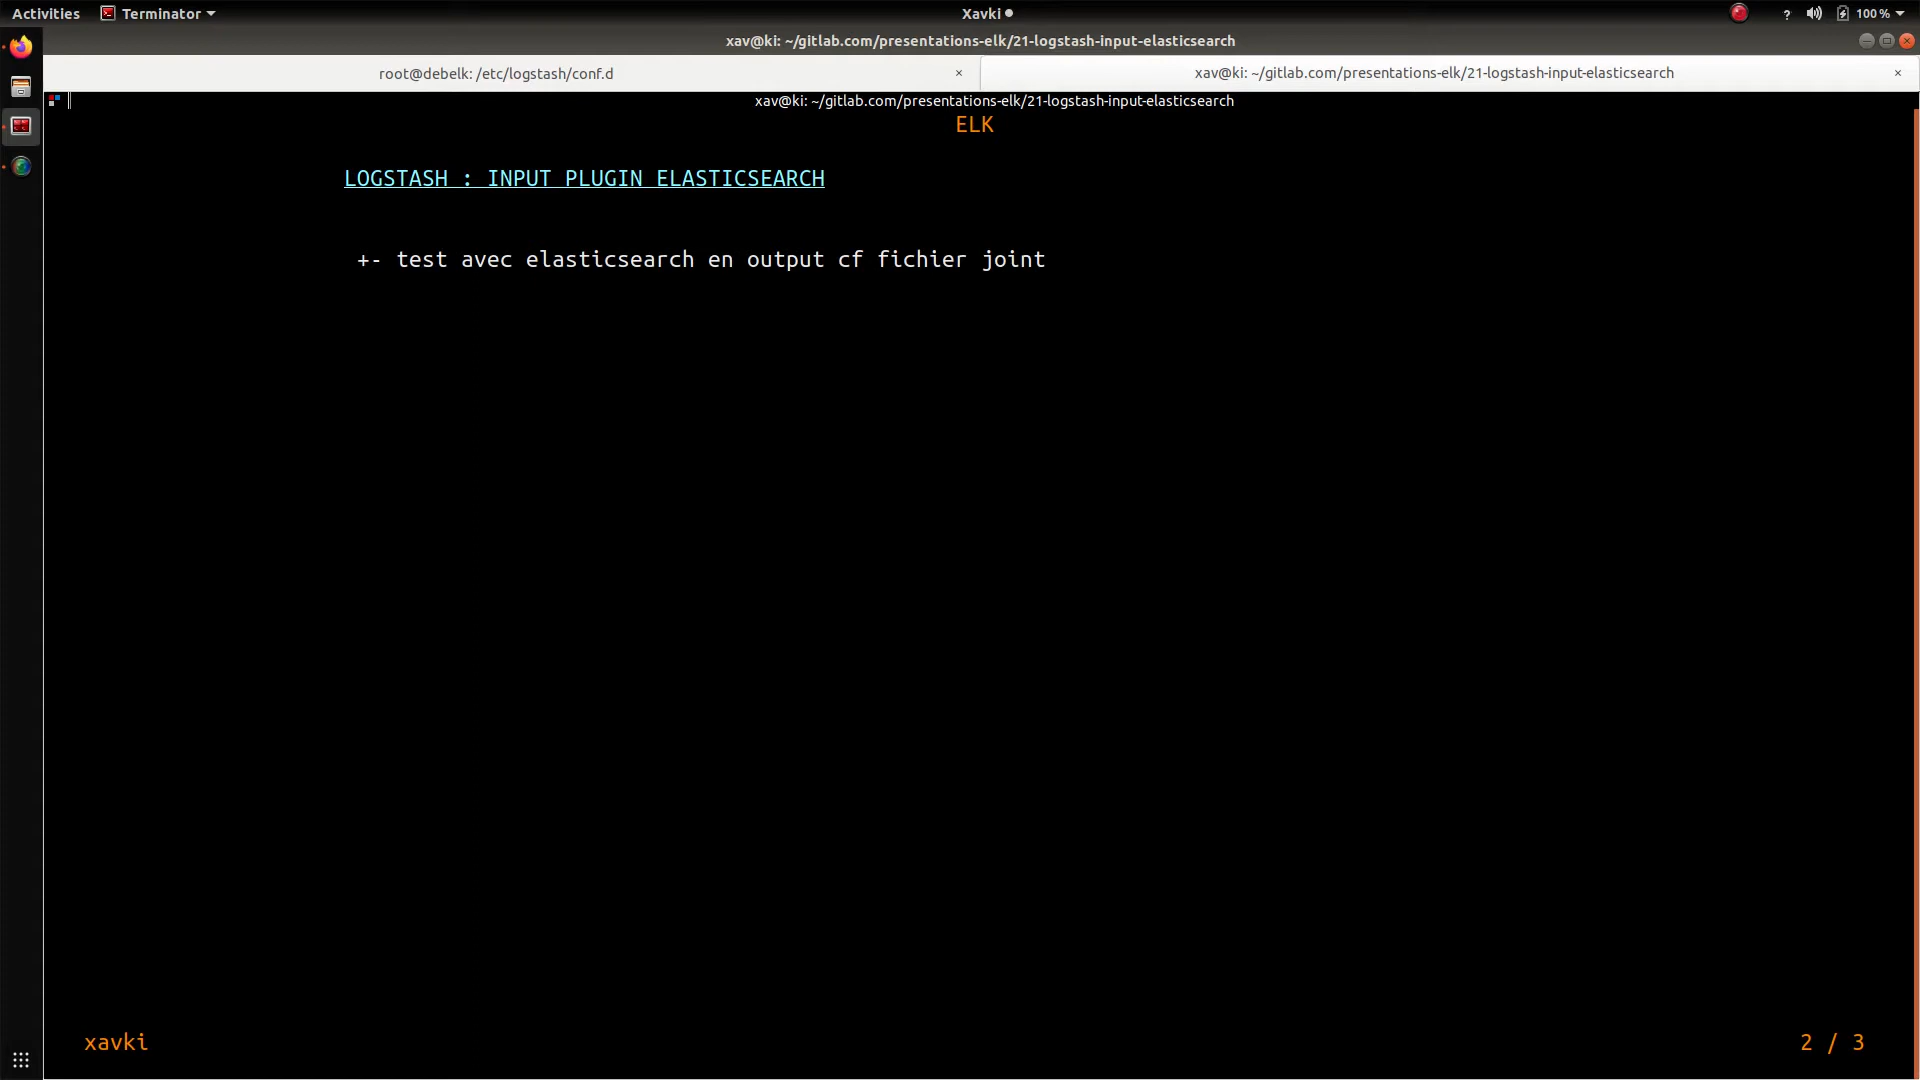 Activities Terminator Xavki ? 100 %
xav@ki: ~/gitlab.com/presentations-elk/21-logstash-input-elasticsearch
root@debelk: /etc/logstash/conf.d × xav@ki: ~/gitlab.com/presentations-elk/21-logstash-input-elasticsearch ×
xav@ki: ~/gitlab.com/presentations-elk/21-logstash-input-elasticsearch
ELK
LOGSTASH : INPUT PLUGIN ELASTICSEARCH
+- test avec elasticsearch en output cf fichier joint
xavki 2 / 3